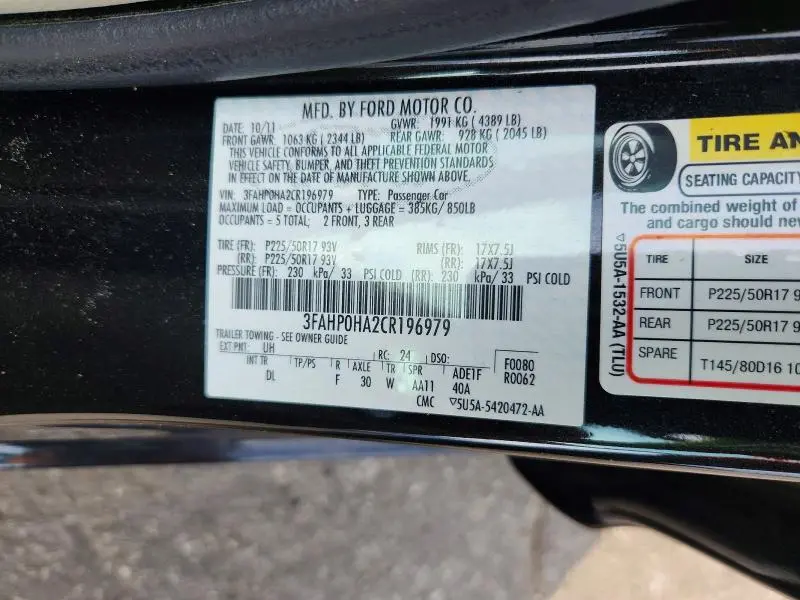 MFD. BY FORD MOTOR CO.
DATE: 10/11 GVWR: 1991 KG ( 4389 LB)
FRONT GAWR: 1063 KG ( 2344 LB) REAR GAWR: 928 KG ( 2045 LB)
THIS VEHICLE CONFORMS TO ALL APPLICABLE FEDERAL MOTOR
VEHICLE SAFETY, BUMPER, AND THEFT PREVENTION STANDARDS
IN EFFECT ON THE DATE OF MANUFACTURE SHOWN ABOVE.
VIN: 3FAHP0HA2CR196979 TYPE: Passenger Car
MAXIMUM LOAD = OCCUPANTS + LUGGAGE = 385KG/850LB
OCCUPANTS = 5 TOTAL; 2 FRONT, 3 REAR
TIRE (FR): P225/50R17 93V RIMS (FR): 17X7.5J
(RR): P225/50R17 93V (RR): 17X7.5J
PRESSURE (FR): 230 kPa/ 33 PSI COLD (RR): 230 kPa/ 33 PSI COLD
3FAHP0HA2CR196979
TRAILER TOWING - SEE OWNER GUIDE
EXT PNT: UH RC: 24 DSO: F0080
INT TR TP/PS R AXLE TR SPR ADE1F R0062
DL F 30 W AA11 40A
CMC ▽5U5A-5420472-AA
TIRE AN
SEATING CAPACITY
The combined weight of
and cargo should nev
TIRE SIZE
FRONT P225/50R17 9
REAR P225/50R17 9
SPARE T145/80D16 10
▽5U5A-1532-AA (TLU)